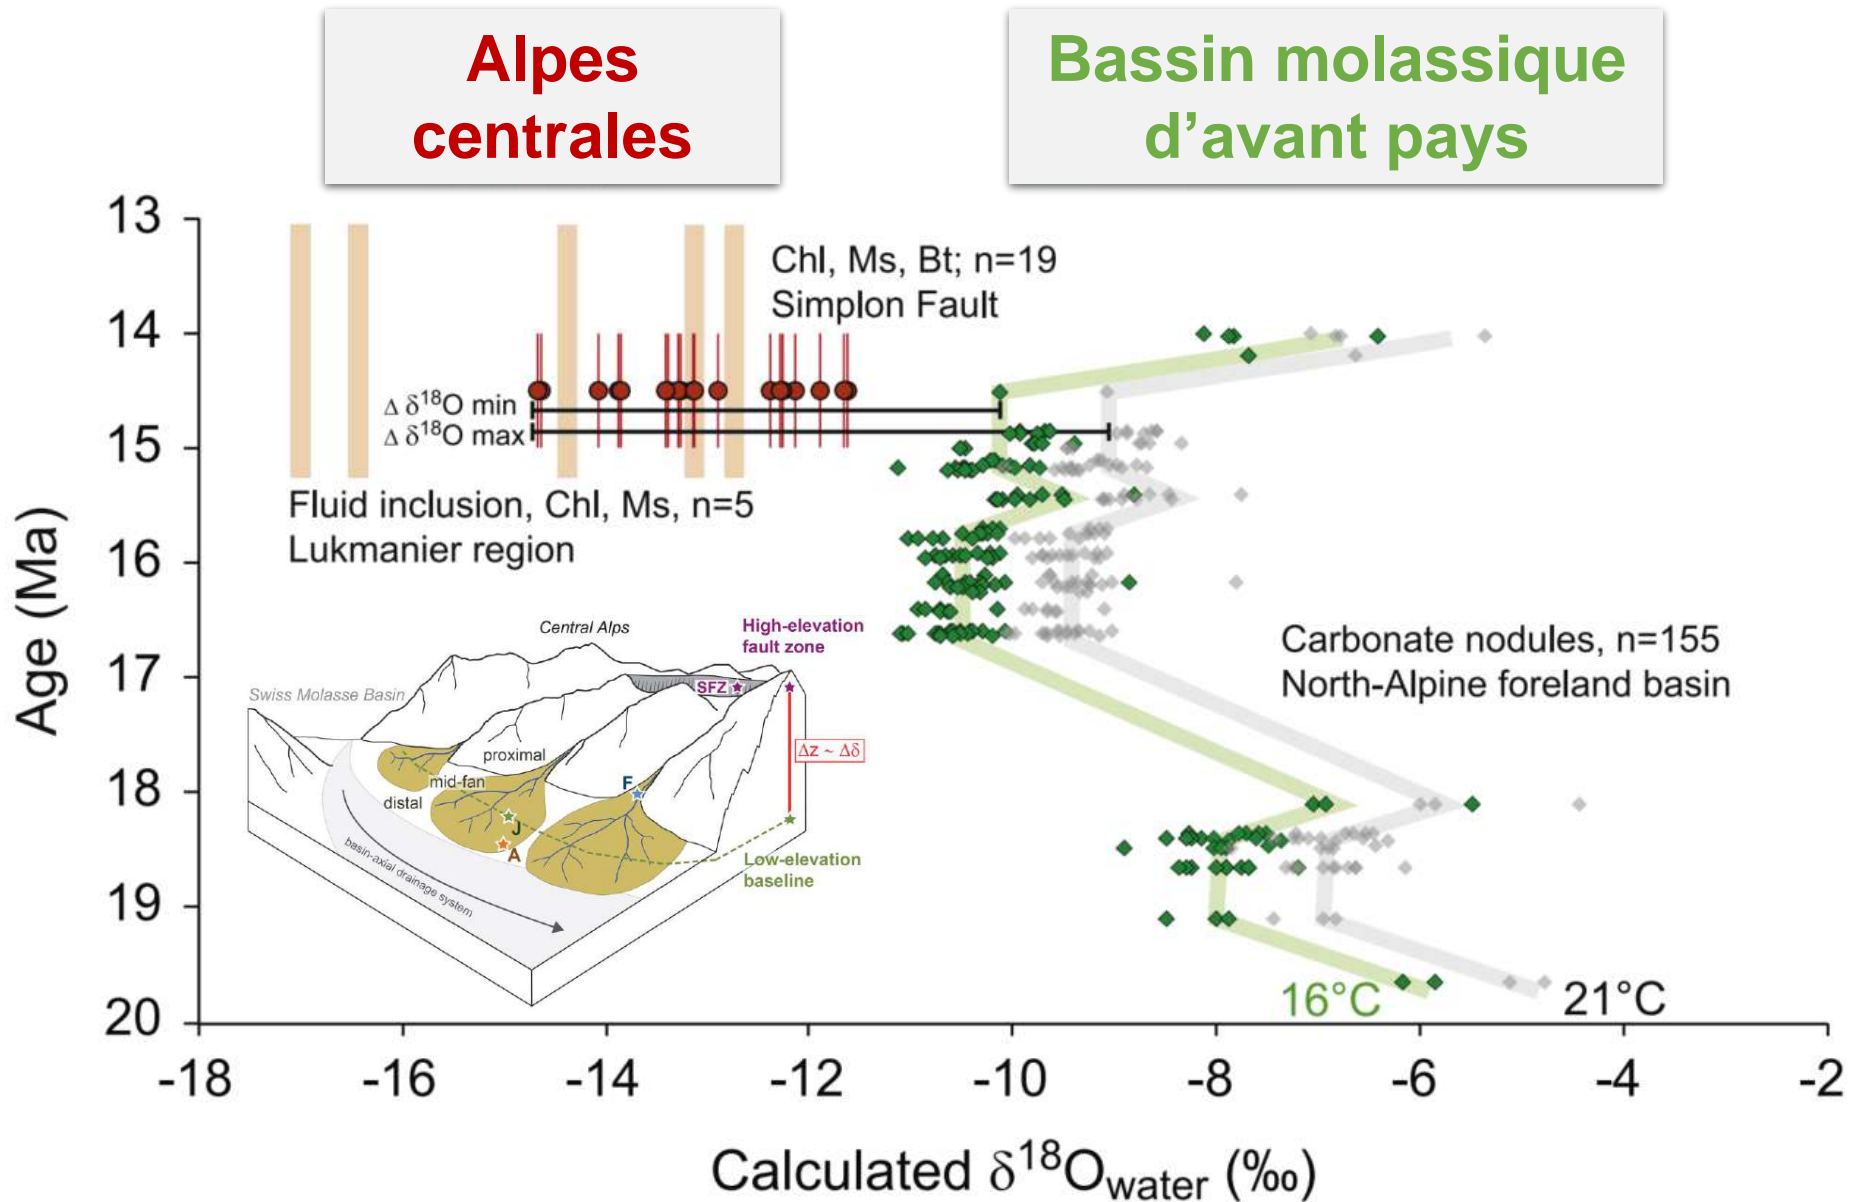 Alpes
centrales
Bassin molassique
d'avant pays
13
14
15
16
17
18
19
20
Age (Ma)
Chl, Ms, Bt; n=19
Simplon Fault
Δ δ¹⁸O min
Δ δ¹⁸O max
Fluid inclusion, Chl, Ms, n=5
Lukmanier region
Carbonate nodules, n=155
North-Alpine foreland basin
Central Alps
High-elevation
fault zone
SFZ
Swiss Molasse Basin
Δz ~ Δδ
proximal
mid-fan
distal
F
J
A
basin-axial drainage system
Low-elevation
baseline
16°C
21°C
-18
-16
-14
-12
-10
-8
-6
-4
-2
Calculated δ¹⁸Owater (‰)